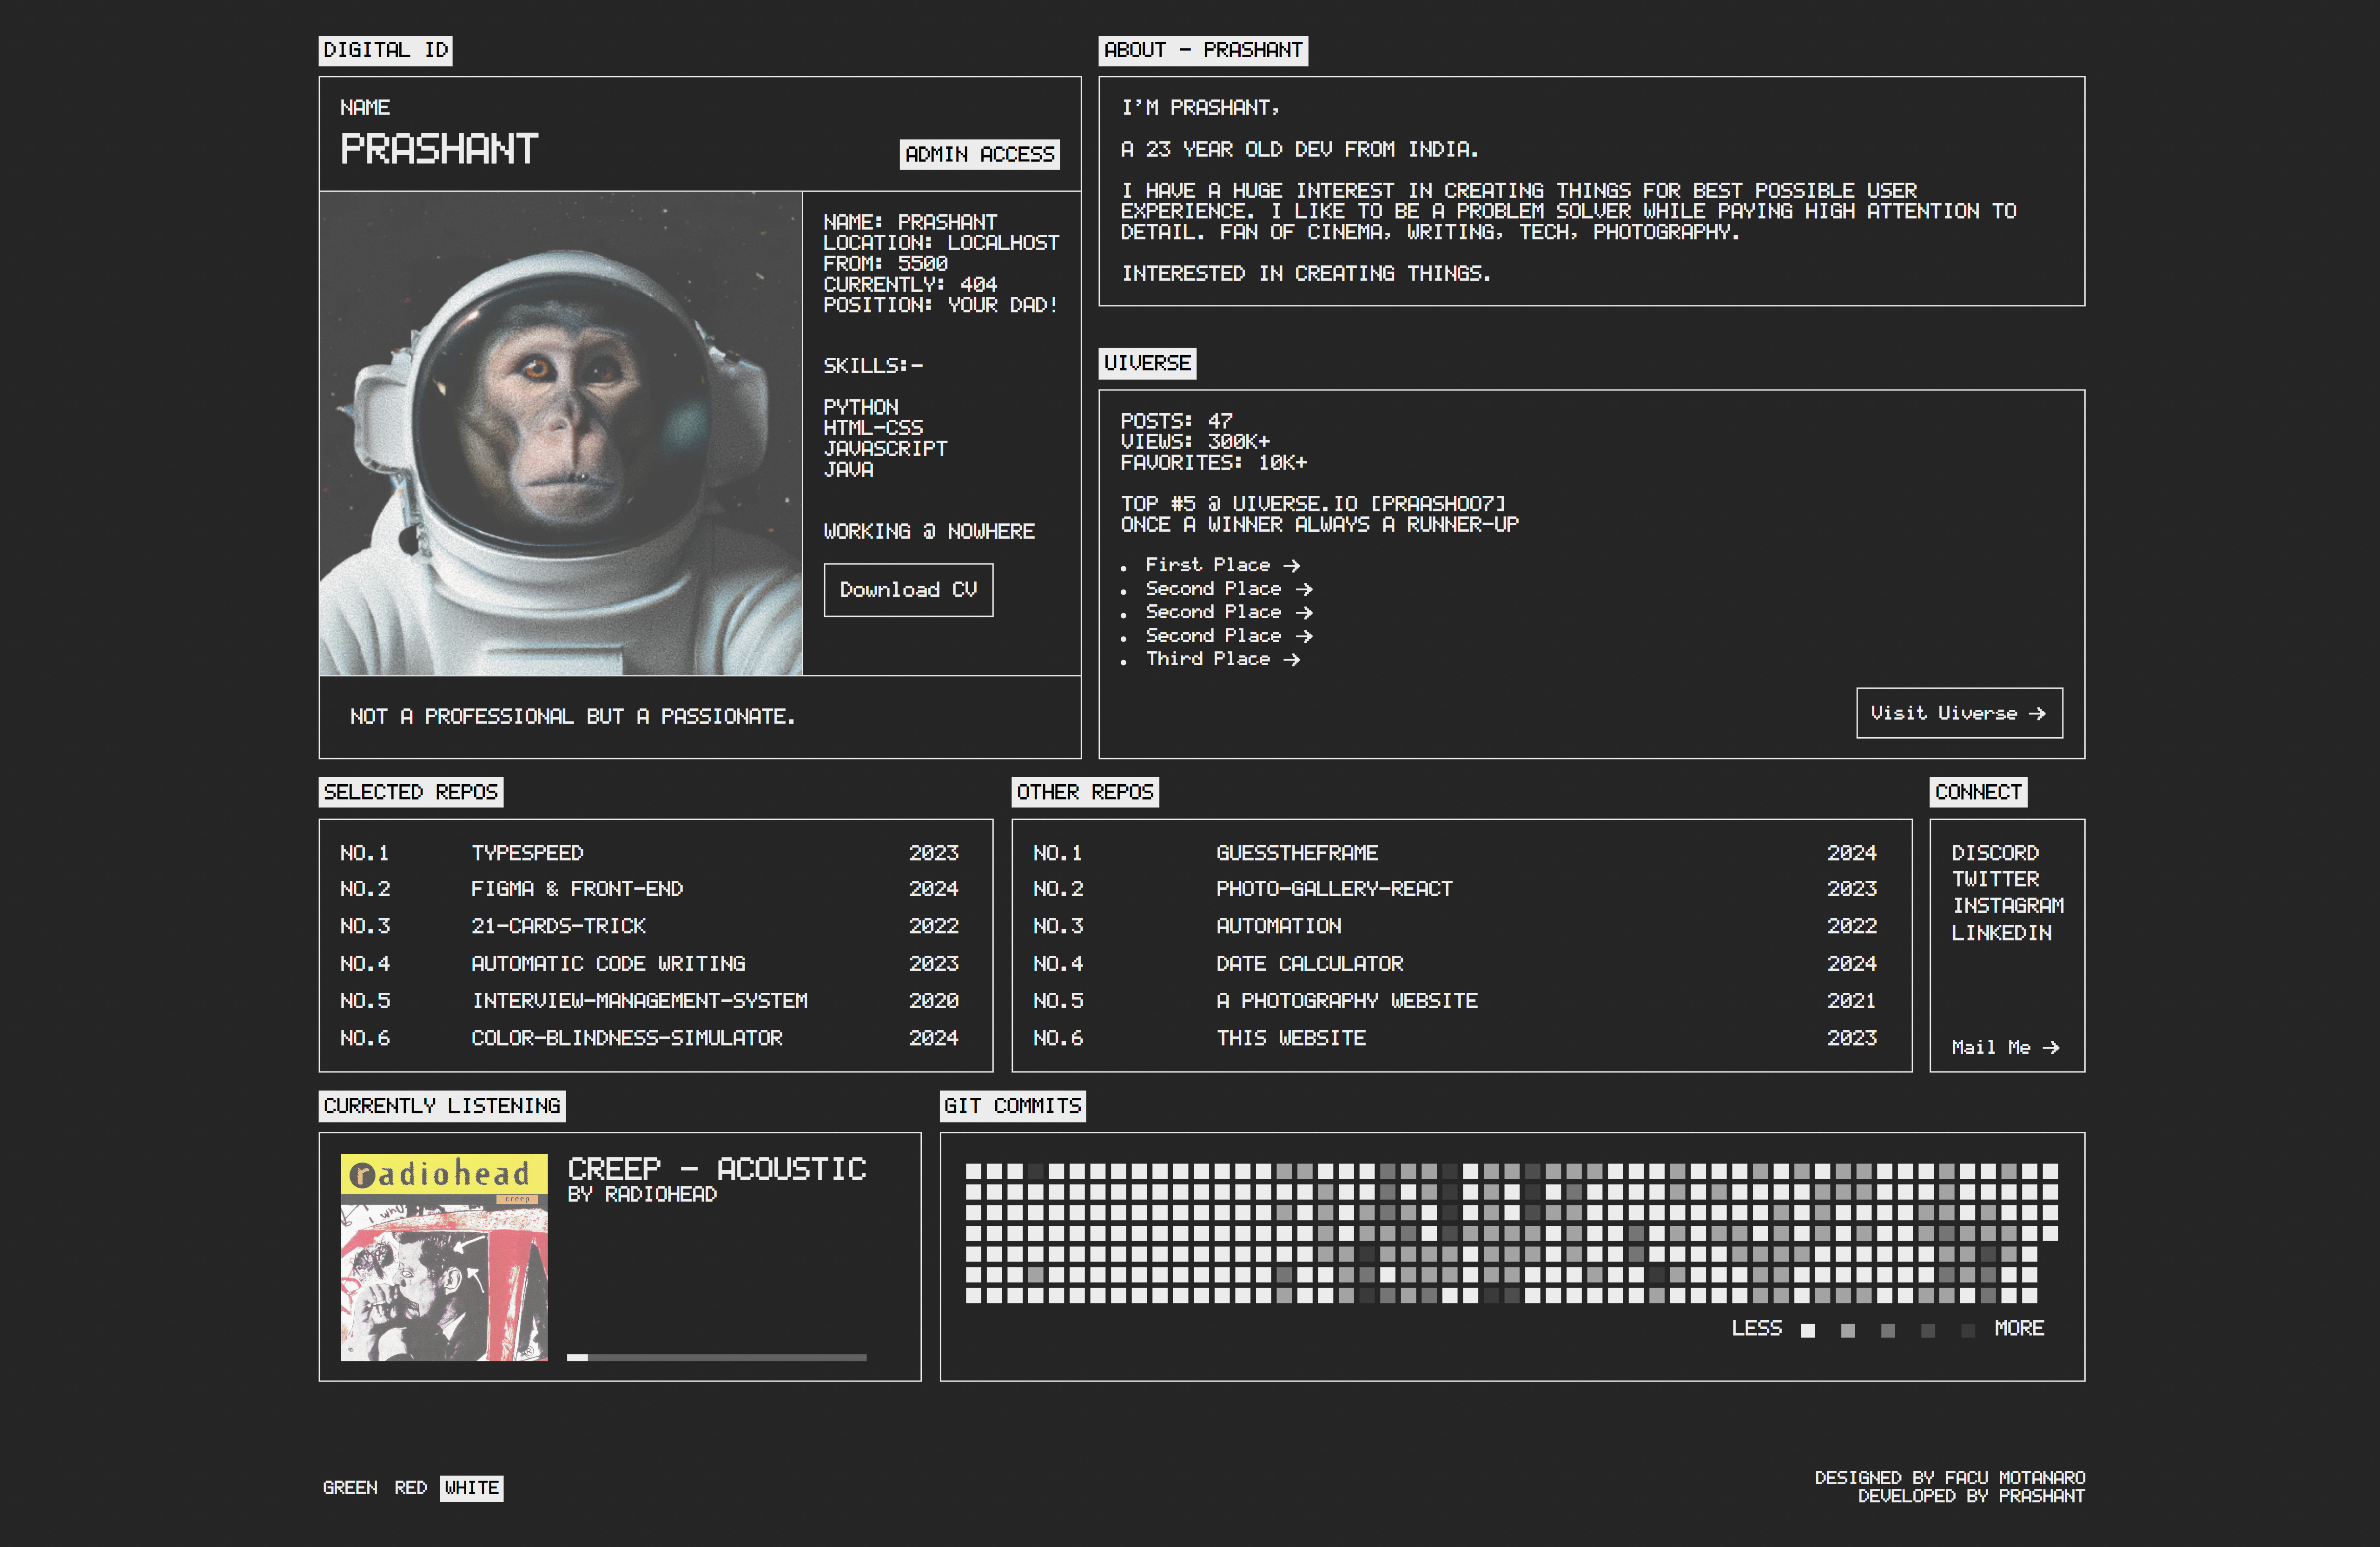 DIGITAL ID
NAME
PRASHANT
ADMIN ACCESS
NAME: PRASHANT
LOCATION: LOCALHOST
FROM: 5500
CURRENTLY: 404
POSITION: YOUR DAD!
SKILLS:-
PYTHON
HTML-CSS
JAVASCRIPT
JAVA
WORKING @ NOWHERE
Download CV
NOT A PROFESSIONAL BUT A PASSIONATE.
ABOUT - PRASHANT
I'M PRASHANT,
A 23 YEAR OLD DEV FROM INDIA.
I HAVE A HUGE INTEREST IN CREATING THINGS FOR BEST POSSIBLE USER
EXPERIENCE. I LIKE TO BE A PROBLEM SOLVER WHILE PAYING HIGH ATTENTION TO
DETAIL. FAN OF CINEMA, WRITING, TECH, PHOTOGRAPHY.
INTERESTED IN CREATING THINGS.
UIVERSE
POSTS: 47
VIEWS: 300K+
FAVORITES: 10K+
TOP #5 @ UIVERSE.IO [PRAASHOO7]
ONCE A WINNER ALWAYS A RUNNER-UP
• First Place →
• Second Place →
• Second Place →
• Second Place →
• Third Place →
Visit Uiverse →
SELECTED REPOS
NO.1 TYPESPEED 2023
NO.2 FIGMA & FRONT-END 2024
NO.3 21-CARDS-TRICK 2022
NO.4 AUTOMATIC CODE WRITING 2023
NO.5 INTERVIEW-MANAGEMENT-SYSTEM 2020
NO.6 COLOR-BLINDNESS-SIMULATOR 2024
OTHER REPOS
NO.1 GUESSTHEFRAME 2024
NO.2 PHOTO-GALLERY-REACT 2023
NO.3 AUTOMATION 2022
NO.4 DATE CALCULATOR 2024
NO.5 A PHOTOGRAPHY WEBSITE 2021
NO.6 THIS WEBSITE 2023
CONNECT
DISCORD
TWITTER
INSTAGRAM
LINKEDIN
Mail Me →
CURRENTLY LISTENING
radiohead
creep
CREEP - ACOUSTIC
BY RADIOHEAD
GIT COMMITS
LESS MORE
GREEN RED WHITE
DESIGNED BY FACU MOTANARO
DEVELOPED BY PRASHANT